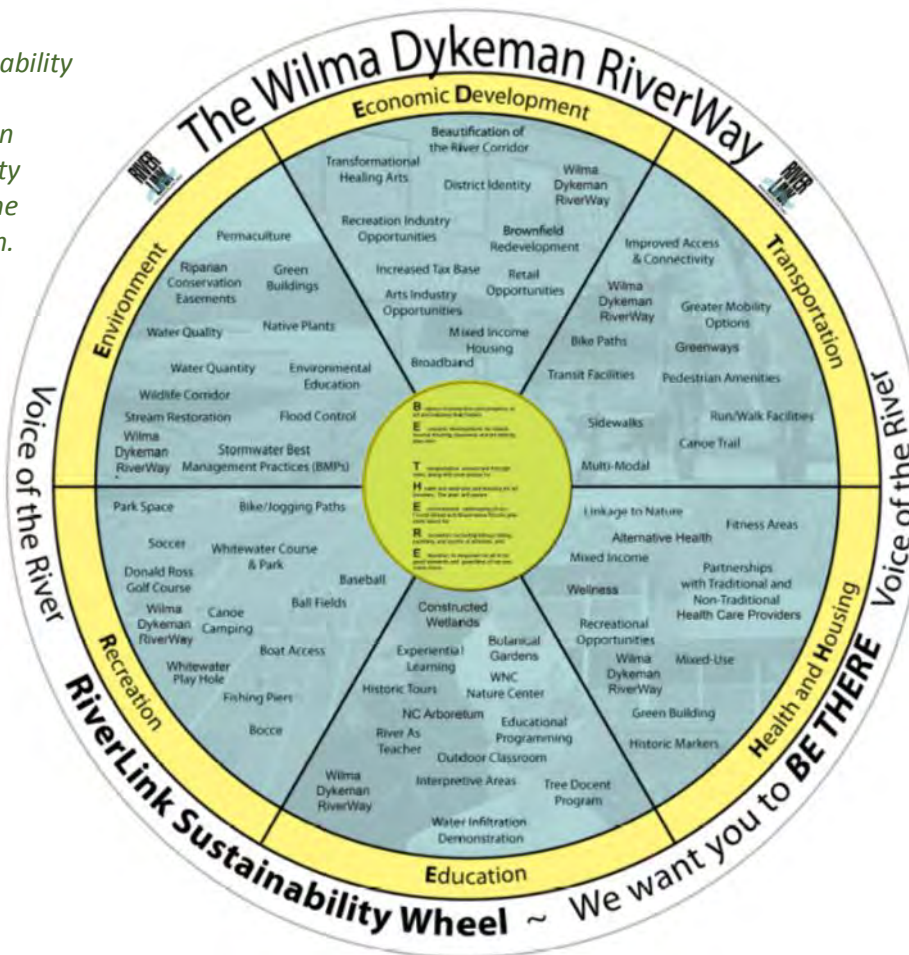 ability
n
ty
ne
n.
The Wilma Dykeman RiverWay
RIVER LINK
RIVER LINK
Economic Development
Beautification of
the River Corridor
Transformational
Healing Arts
District Identity
Wilma
Dykeman
RiverWay
Recreation Industry
Opportunities
Brownfield
Redevelopment
Increased Tax Base
Retail
Opportunities
Arts Industry
Opportunities
Mixed Income
Housing
Broadband
Transportation
Improved Access
& Connectivity
Wilma
Dykeman
RiverWay
Greater Mobility
Options
Bike Paths
Greenways
Transit Facilities
Pedestrian Amenities
Sidewalks
Run/Walk Facilities
Canoe Trail
Multi-Modal
Health and Housing
Linkage to Nature
Fitness Areas
Alternative Health
Mixed Income
Partnerships
with Traditional and
Non-Traditional
Health Care Providers
Wellness
Recreational
Opportunities
Wilma
Dykeman
RiverWay
Mixed-Use
Green Building
Historic Markers
Education
Constructed
Wetlands
Experiential
Learning
Botanical
Gardens
Historic Tours
WNC
Nature Center
NC Arboretum
River As
Teacher
Educational
Programming
Outdoor Classroom
Wilma
Dykeman
RiverWay
Interpretive Areas
Tree Docent
Program
Water Infiltration
Demonstration
Recreation
Park Space
Bike/Jogging Paths
Soccer
Whitewater Course
& Park
Donald Ross
Golf Course
Baseball
Ball Fields
Wilma
Dykeman
RiverWay
Canoe
Camping
Boat Access
Whitewater
Play Hole
Fishing Piers
Bocce
Environment
Permaculture
Riparian
Conservation
Easements
Green
Buildings
Water Quality
Native Plants
Water Quantity
Environmental
Education
Wildlife Corridor
Stream Restoration
Flood Control
Wilma
Dykeman
RiverWay
Stormwater Best
Management Practices (BMPs)
B
E
T
H
E
R
E
Voice of the River
Voice of the River
RiverLink Sustainability Wheel ~ We want you to BE THERE